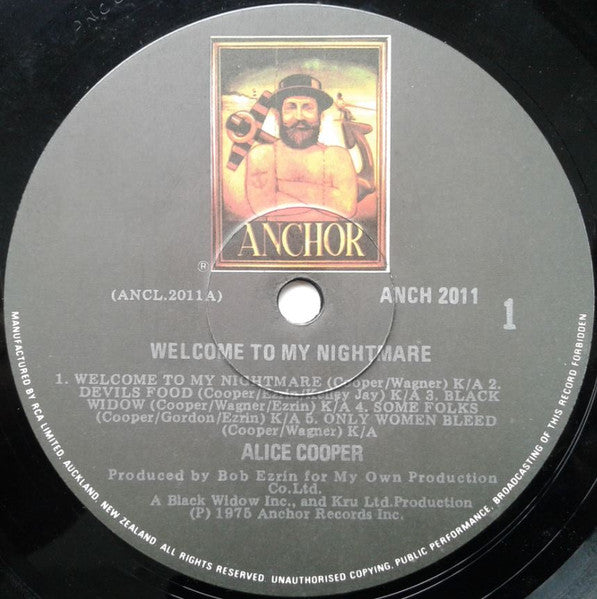 ANCHOR
®
(ANCL.2011A)
ANCH 2011
1
WELCOME TO MY NIGHTMARE
1. WELCOME TO MY NIGHTMARE (Cooper/Wagner) K/A 2.
DEVILS FOOD (Cooper/Ezrin/Kelley Jay) K/A 3. BLACK
WIDOW (Cooper/Wagner/Ezrin) K/A 4. SOME FOLKS
(Cooper/Gordon/Ezrin) K/A 5. ONLY WOMEN BLEED
(Cooper/Wagner) K/A
ALICE COOPER
Produced by Bob Ezrin for My Own Production
Co.Ltd.
A Black Widow Inc., and Kru Ltd.Production
(P) 1975 Anchor Records Inc.
MANUFACTURED BY RCA LIMITED, AUCKLAND, NEW ZEALAND. ALL RIGHTS RESERVED. UNAUTHORISED COPYING, PUBLIC PERFORMANCE, BROADCASTING OF THIS RECORD FORBIDDEN